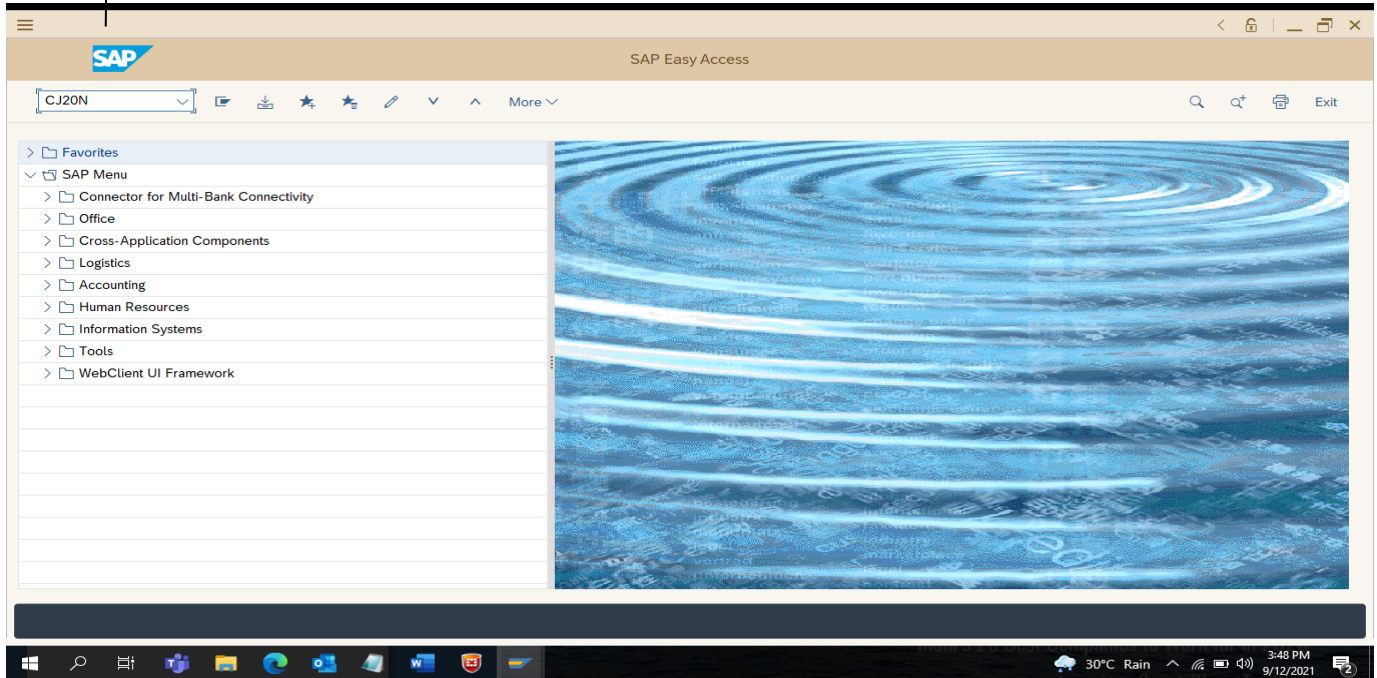 SAP
SAP Easy Access
CJ20N
More
Exit
Favorites
SAP Menu
Connector for Multi-Bank Connectivity
Office
Cross-Application Components
Logistics
Accounting
Human Resources
Information Systems
Tools
WebClient UI Framework
30°C Rain
3:48 PM
9/12/2021
2